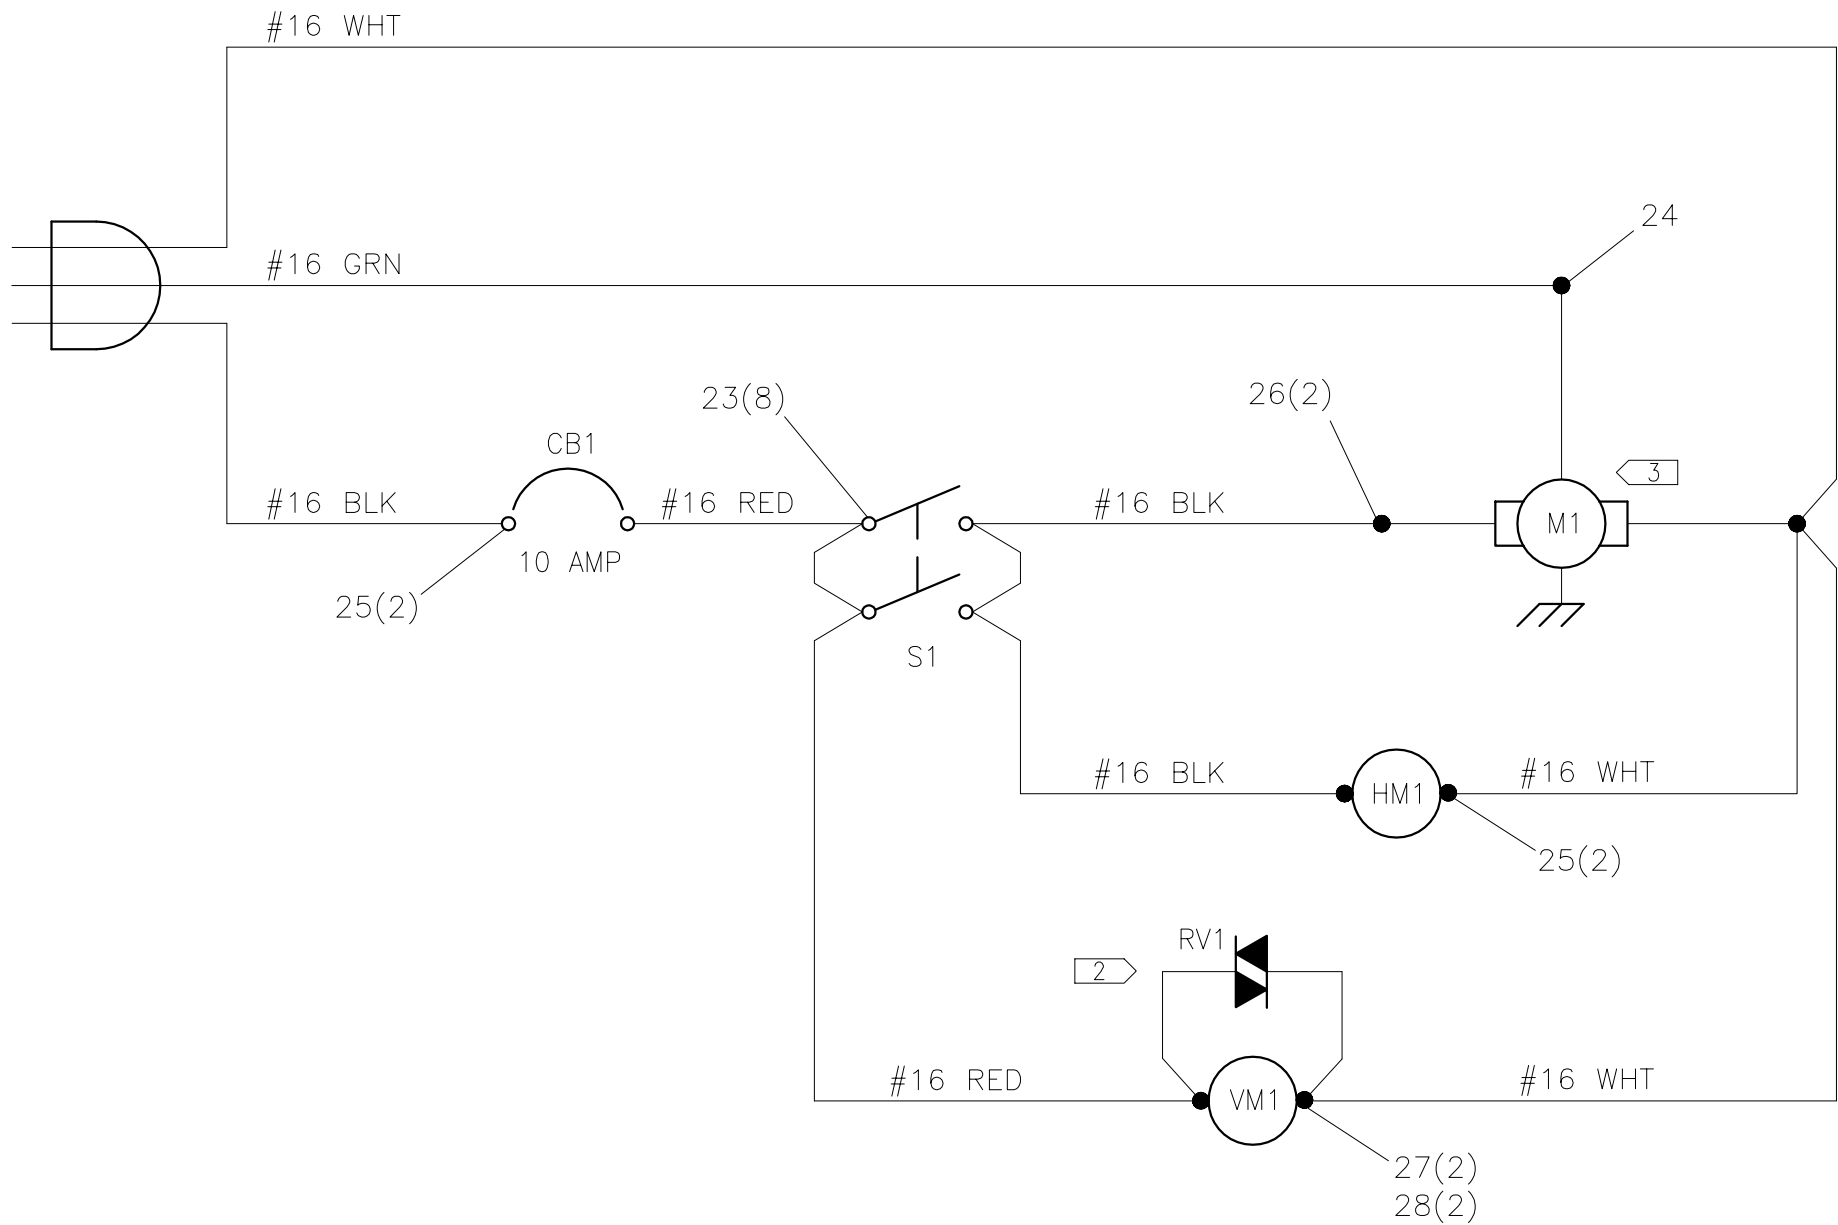 #16 WHT
24
#16 GRN
23(8)
26(2)
CB1
3
#16 BLK
#16 RED
#16 BLK
M1
10 AMP
25(2)
S1
#16 BLK
HM1
#16 WHT
25(2)
RV1
2
#16 RED
VM1
#16 WHT
27(2)
28(2)